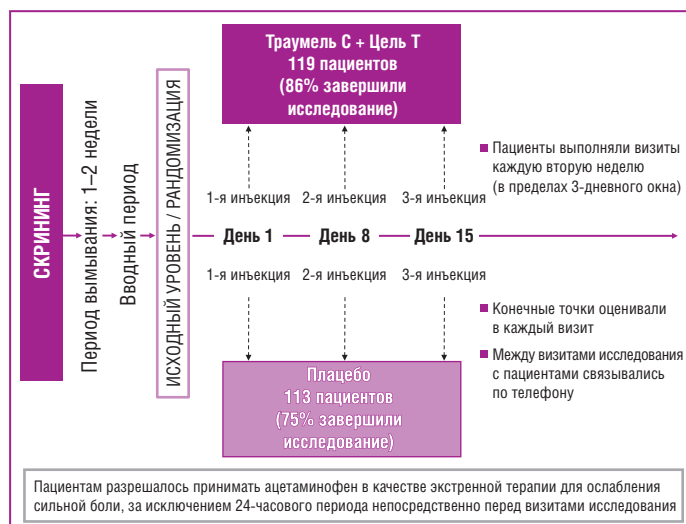 СКРИНИНГ
Период вымывания: 1–2 недели
Вводный период
ИСХОДНЫЙ УРОВЕНЬ / РАНДОМИЗАЦИЯ
Траумель С + Цель Т
119 пациентов
(86% завершили
исследование)
1-я инъекция 2-я инъекция 3-я инъекция
День 1 День 8 День 15
1-я инъекция 2-я инъекция 3-я инъекция
Плацебо
113 пациентов
(75% завершили
исследование)
Пациенты выполняли визиты
каждую вторую неделю
(в пределах 3-дневного окна)
Конечные точки оценивали
в каждый визит
Между визитами исследования
с пациентами связывались
по телефону
Пациентам разрешалось принимать ацетаминофен в качестве экстренной терапии для ослабления
сильной боли, за исключением 24-часового периода непосредственно перед визитами исследования